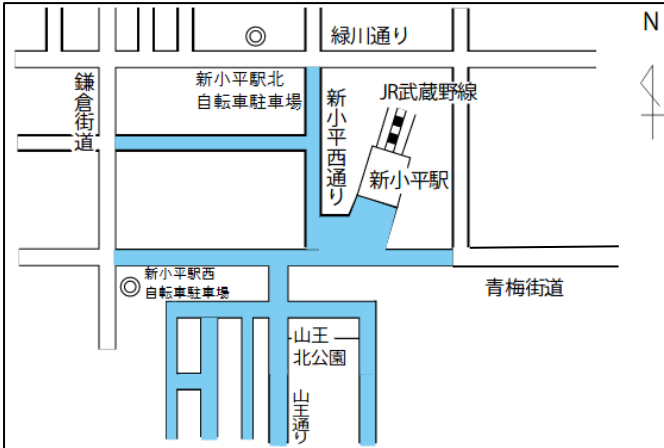 N
緑川通り
新小平駅北
自転車駐車場
鎌倉街道
新小平西通り
JR武蔵野線
新小平駅
新小平駅西
自転車駐車場
青梅街道
山王
北公園
山王通り